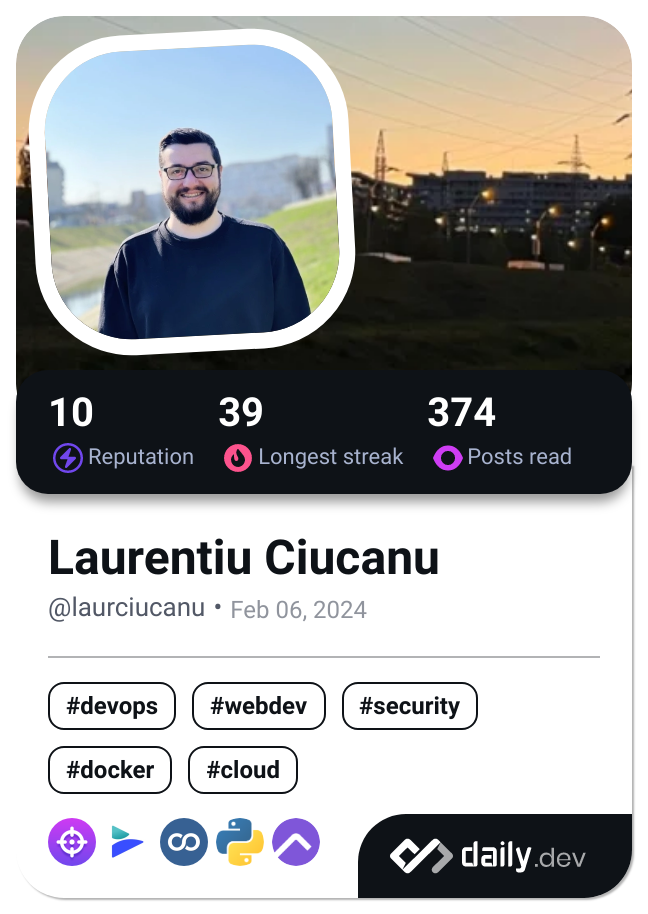 10 39 374
Reputation Longest streak Posts read
Laurentiu Ciucanu
@laurciucanu • Feb 06, 2024
#devops #webdev #security
#docker #cloud
daily.dev